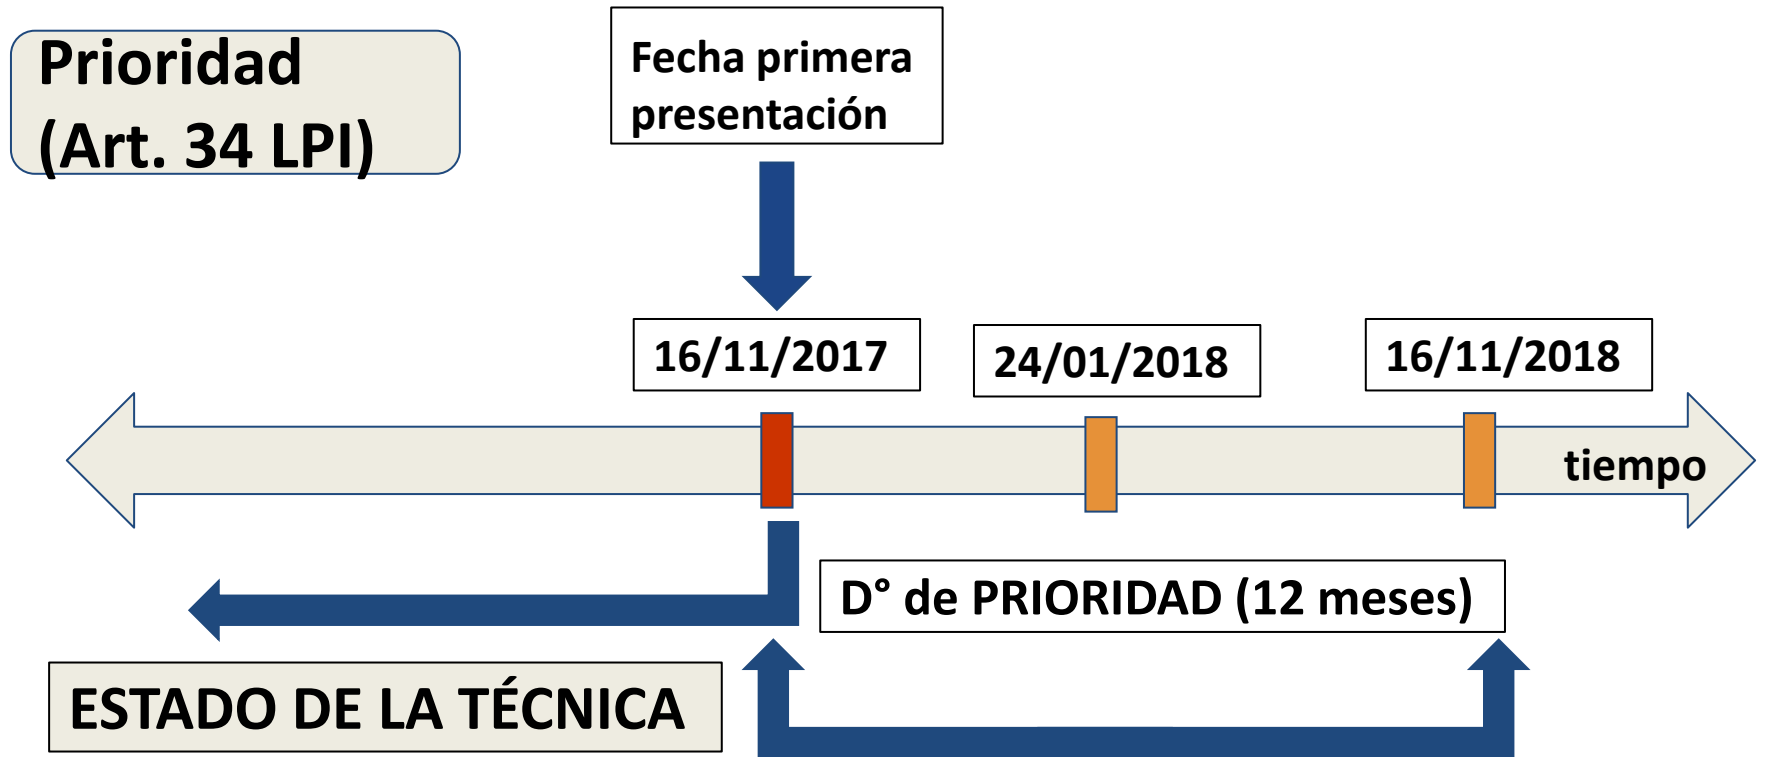 Prioridad
(Art. 34 LPI)
Fecha primera
presentación
16/11/2017
24/01/2018
16/11/2018
tiempo
D° de PRIORIDAD (12 meses)
ESTADO DE LA TÉCNICA